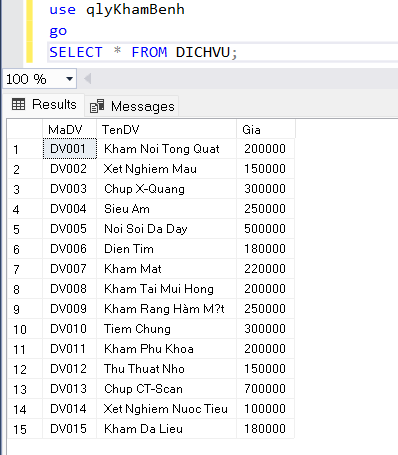 use qlyKhamBenh
go
SELECT * FROM DICHVU;
100 %
Results Messages
MaDV TenDV Gia
1 DV001 Kham Noi Tong Quat 200000
2 DV002 Xet Nghiem Mau 150000
3 DV003 Chup X-Quang 300000
4 DV004 Sieu Am 250000
5 DV005 Noi Soi Da Day 500000
6 DV006 Dien Tim 180000
7 DV007 Kham Mat 220000
8 DV008 Kham Tai Mui Hong 200000
9 DV009 Kham Rang Hàm M?t 250000
10 DV010 Tiem Chung 300000
11 DV011 Kham Phu Khoa 200000
12 DV012 Thu Thuat Nho 150000
13 DV013 Chup CT-Scan 700000
14 DV014 Xet Nghiem Nuoc Tieu 100000
15 DV015 Kham Da Lieu 180000